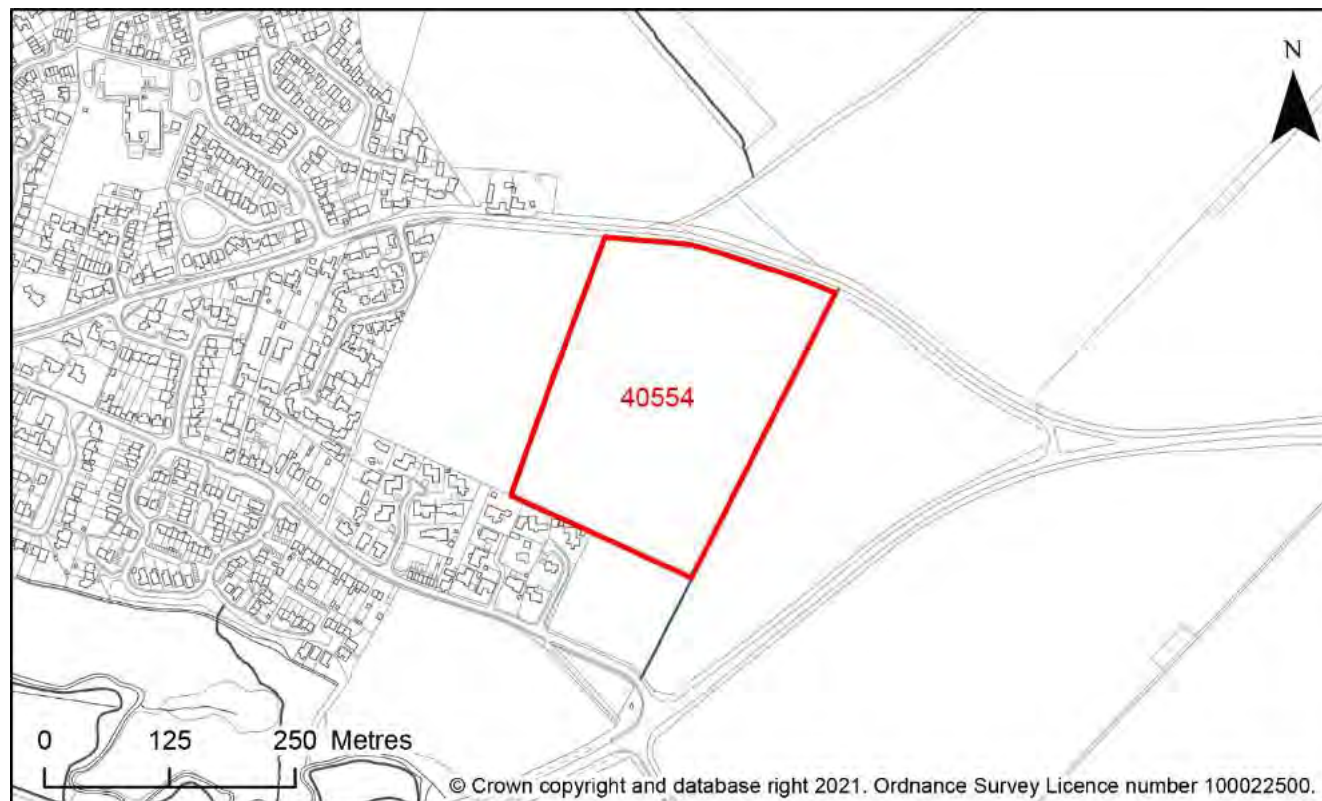 N
40554
0 125 250 Metres
© Crown copyright and database right 2021. Ordnance Survey Licence number 100022500.